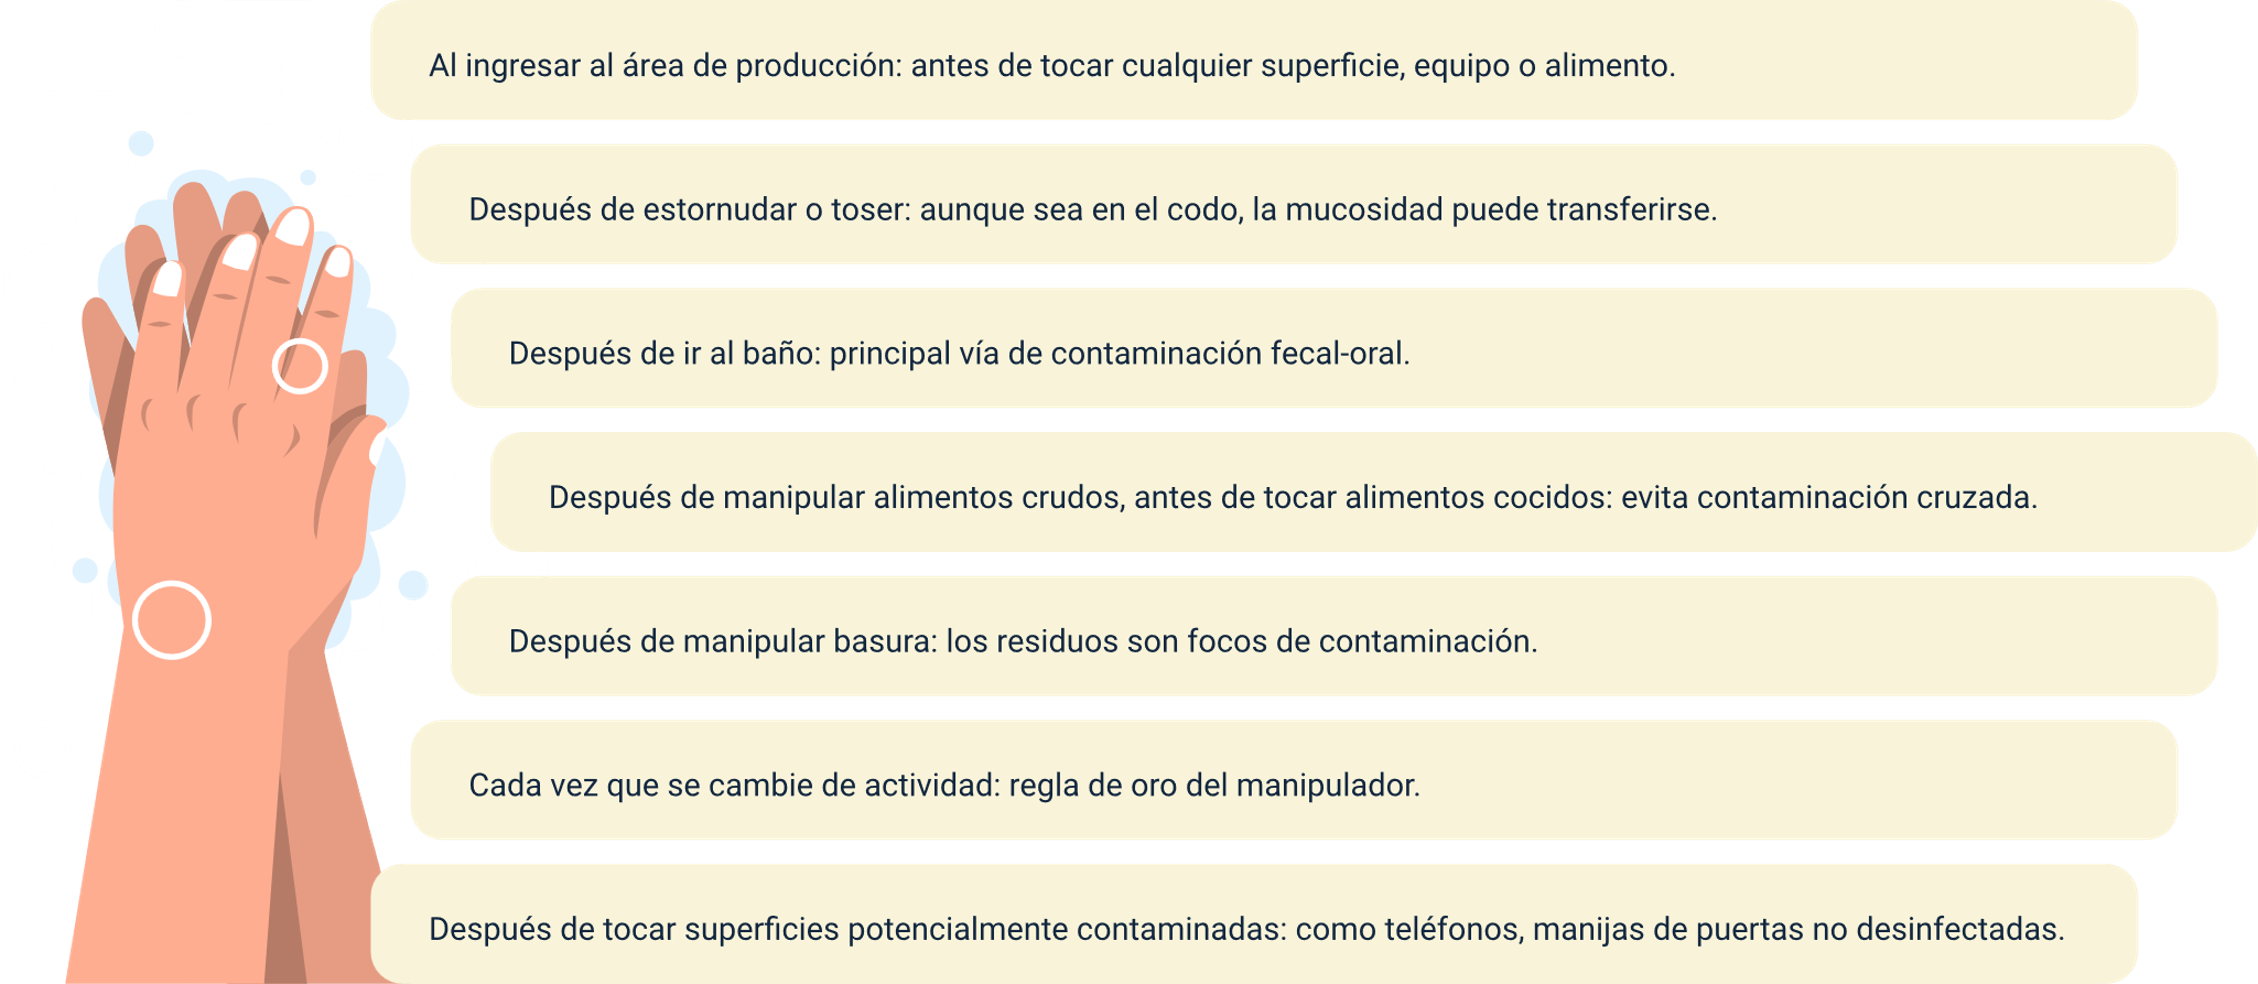 Al ingresar al área de producción: antes de tocar cualquier superficie, equipo o alimento.
Después de estornudar o toser: aunque sea en el codo, la mucosidad puede transferirse.
Después de ir al baño: principal vía de contaminación fecal-oral.
Después de manipular alimentos crudos, antes de tocar alimentos cocidos: evita contaminación cruzada.
Después de manipular basura: los residuos son focos de contaminación.
Cada vez que se cambie de actividad: regla de oro del manipulador.
Después de tocar superficies potencialmente contaminadas: como teléfonos, manijas de puertas no desinfectadas.